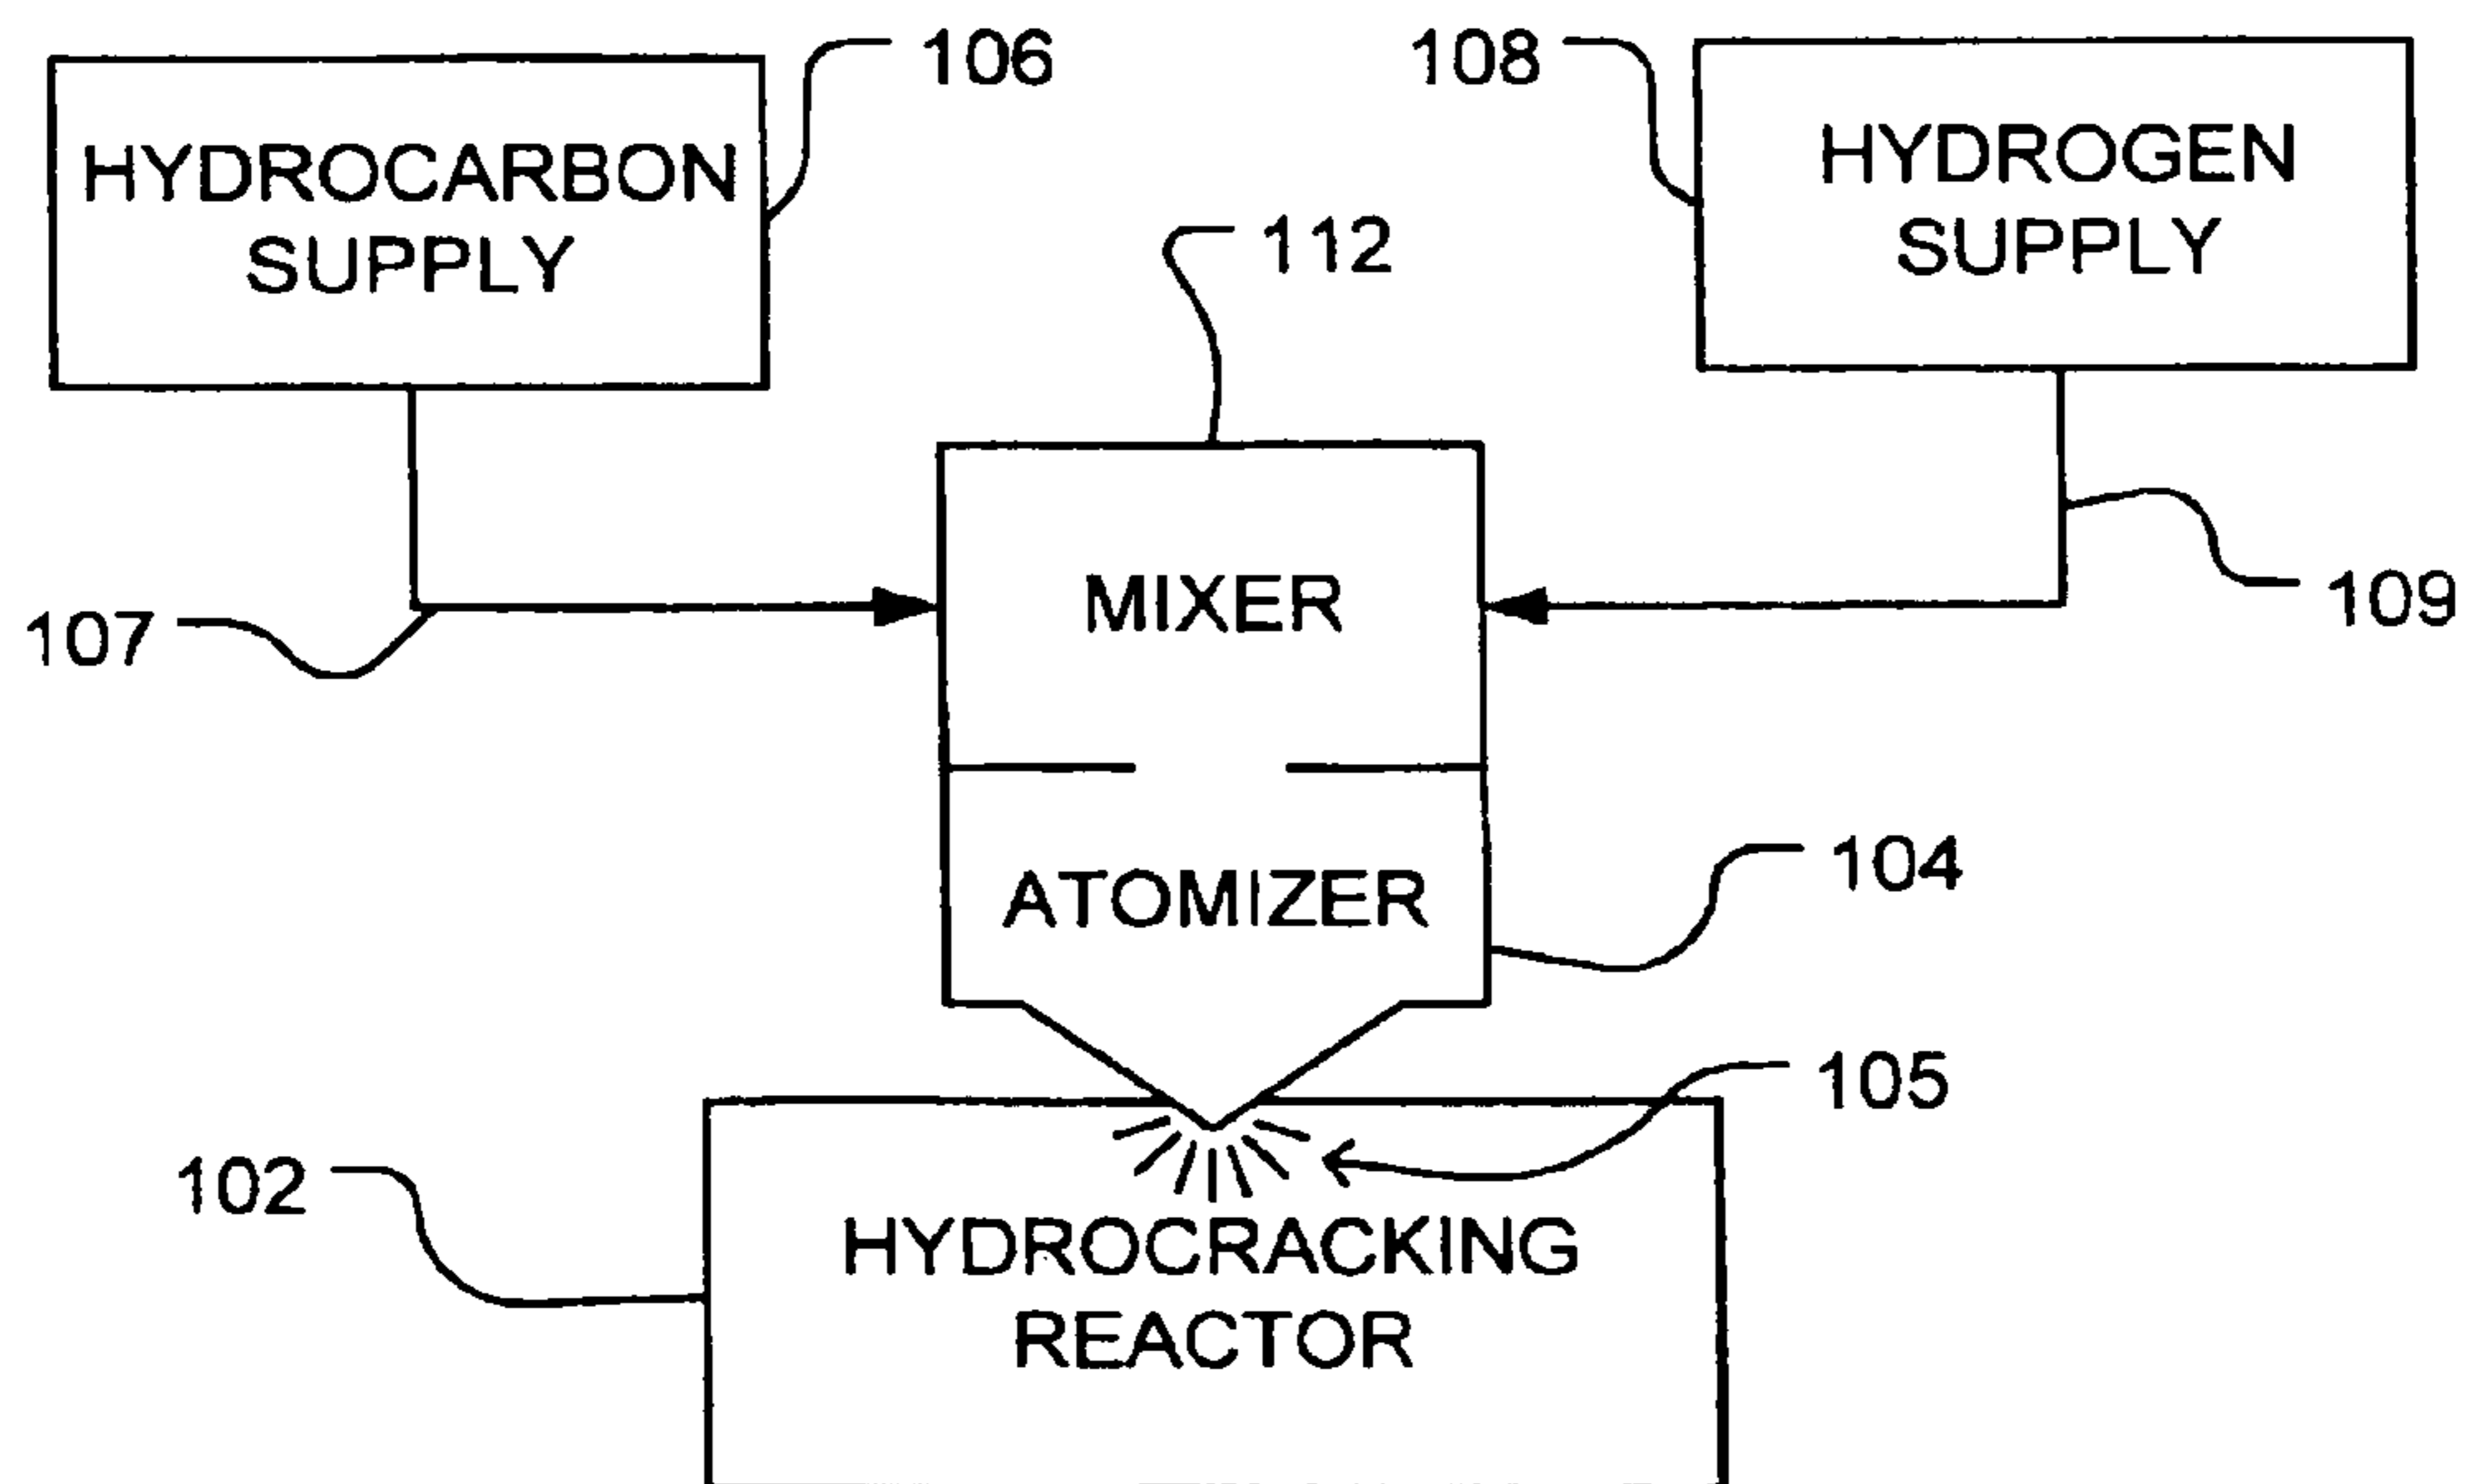 106
108
HYDROCARBON
SUPPLY
HYDROGEN
SUPPLY
112
MIXER
107
109
ATOMIZER
104
105
102
HYDROCRACKING
REACTOR